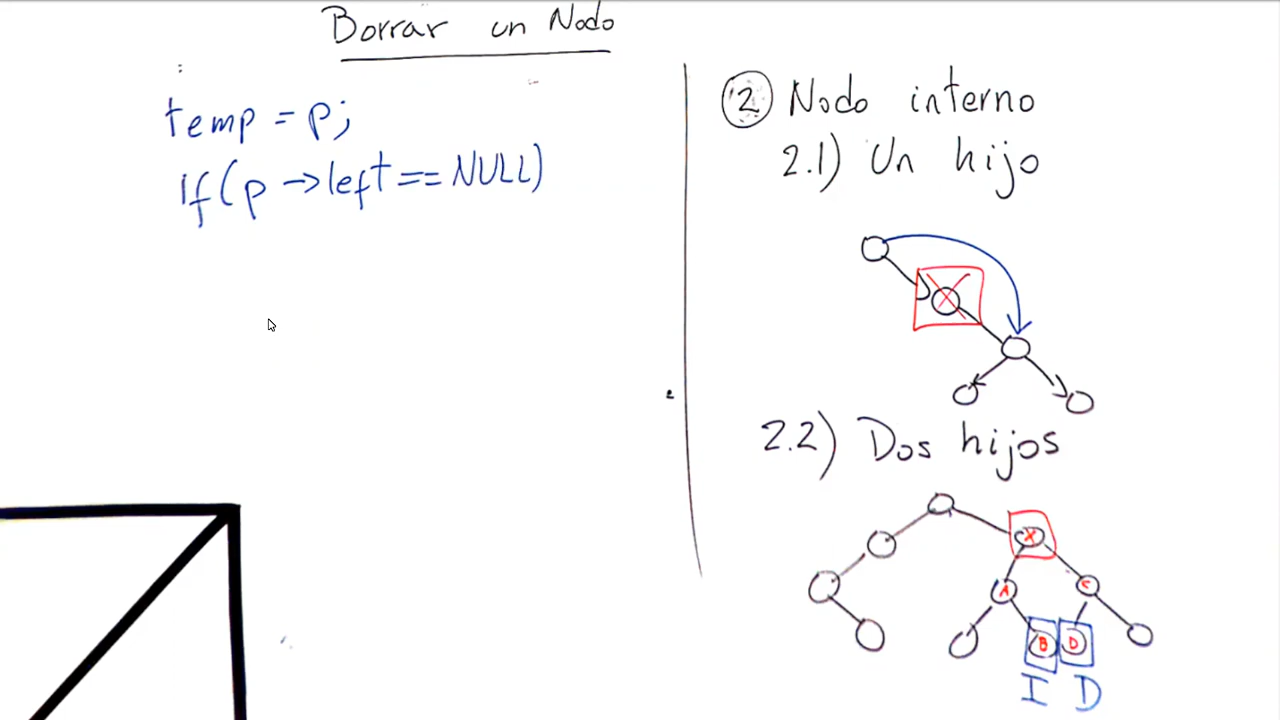 Borrar un Nodo
temp = p;
If(p->left == NULL)
② Nodo interno
2.1) Un hijo
2.2) Dos hijos
X
A
C
B
D
I D